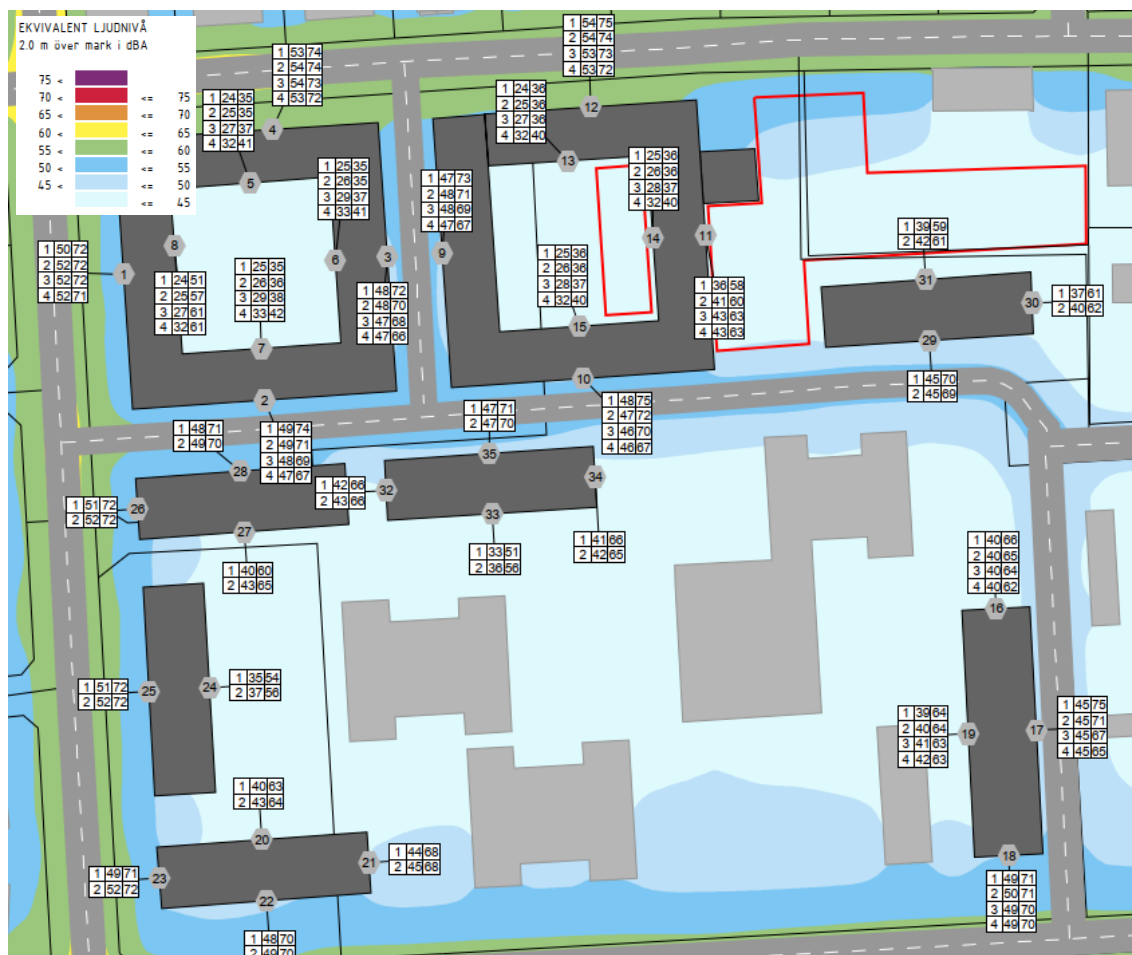 EKVIVALENT LJUDNIVÅ
2.0 m över mark i dBA
75 <
70 < <= 75
65 < <= 70
60 < <= 65
55 < <= 60
50 < <= 55
45 < <= 50
<= 45
1 54 75
2 54 74
3 53 73
4 53 72
12
1 53 74
2 54 74
3 54 73
4 53 72
4
1 24 35
2 25 35
3 27 37
4 32 41
5
1 24 36
2 25 36
3 27 36
4 32 40
13
1 25 35
2 26 35
3 29 37
4 33 41
6
1 47 73
2 48 71
3 48 69
4 47 67
9
1 25 36
2 26 36
3 28 37
4 32 40
14
11
1 36 58
2 41 60
3 43 63
4 43 63
1 39 59
2 42 61
31
1 50 72
2 52 72
3 52 72
4 52 71
1
8
1 24 51
2 25 57
3 27 61
4 32 61
1 25 35
2 26 36
3 29 38
4 33 42
7
3
1 48 72
2 48 70
3 47 68
4 47 66
1 25 36
2 26 36
3 28 37
4 32 40
15
30
1 37 61
2 40 62
29
1 45 70
2 45 69
10
1 48 75
2 47 72
3 46 70
4 46 67
2
1 49 74
2 49 71
3 48 69
4 47 67
1 48 71
2 49 70
28
1 47 71
2 47 70
35
1 42 66
2 43 66
32
34
1 41 66
2 42 65
33
1 33 51
2 36 56
1 51 72
2 52 72
26
27
1 40 60
2 43 65
1 40 66
2 40 65
3 40 64
4 40 62
16
1 51 72
2 52 72
25
24
1 35 54
2 37 56
1 39 64
2 40 64
3 41 63
4 42 63
19
17
1 45 75
2 45 71
3 45 67
4 45 65
1 40 63
2 43 64
20
21
1 44 68
2 45 68
1 49 71
2 52 72
23
22
1 48 70
2 49 70
18
1 49 71
2 50 71
3 49 70
4 49 70